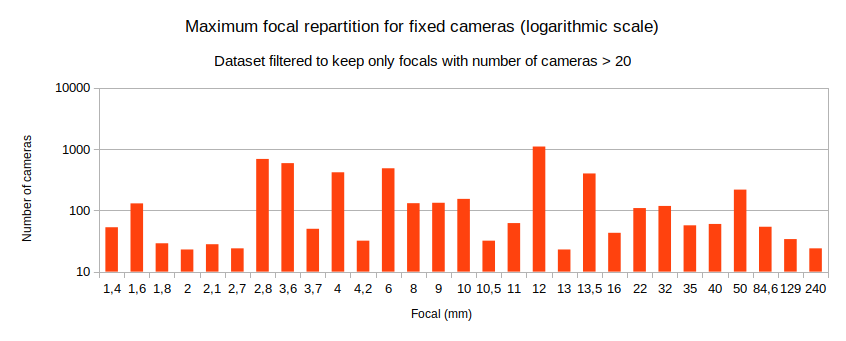 Maximum focal repartition for fixed cameras (logarithmic scale)
Dataset filtered to keep only focals with number of cameras > 20
Number of cameras
10000
1000
100
10
1,4 1,6 1,8 2 2,1 2,7 2,8 3,6 3,7 4 4,2 6 8 9 10 10,5 11 12 13 13,5 16 22 32 35 40 50 84,6 129 240
Focal (mm)